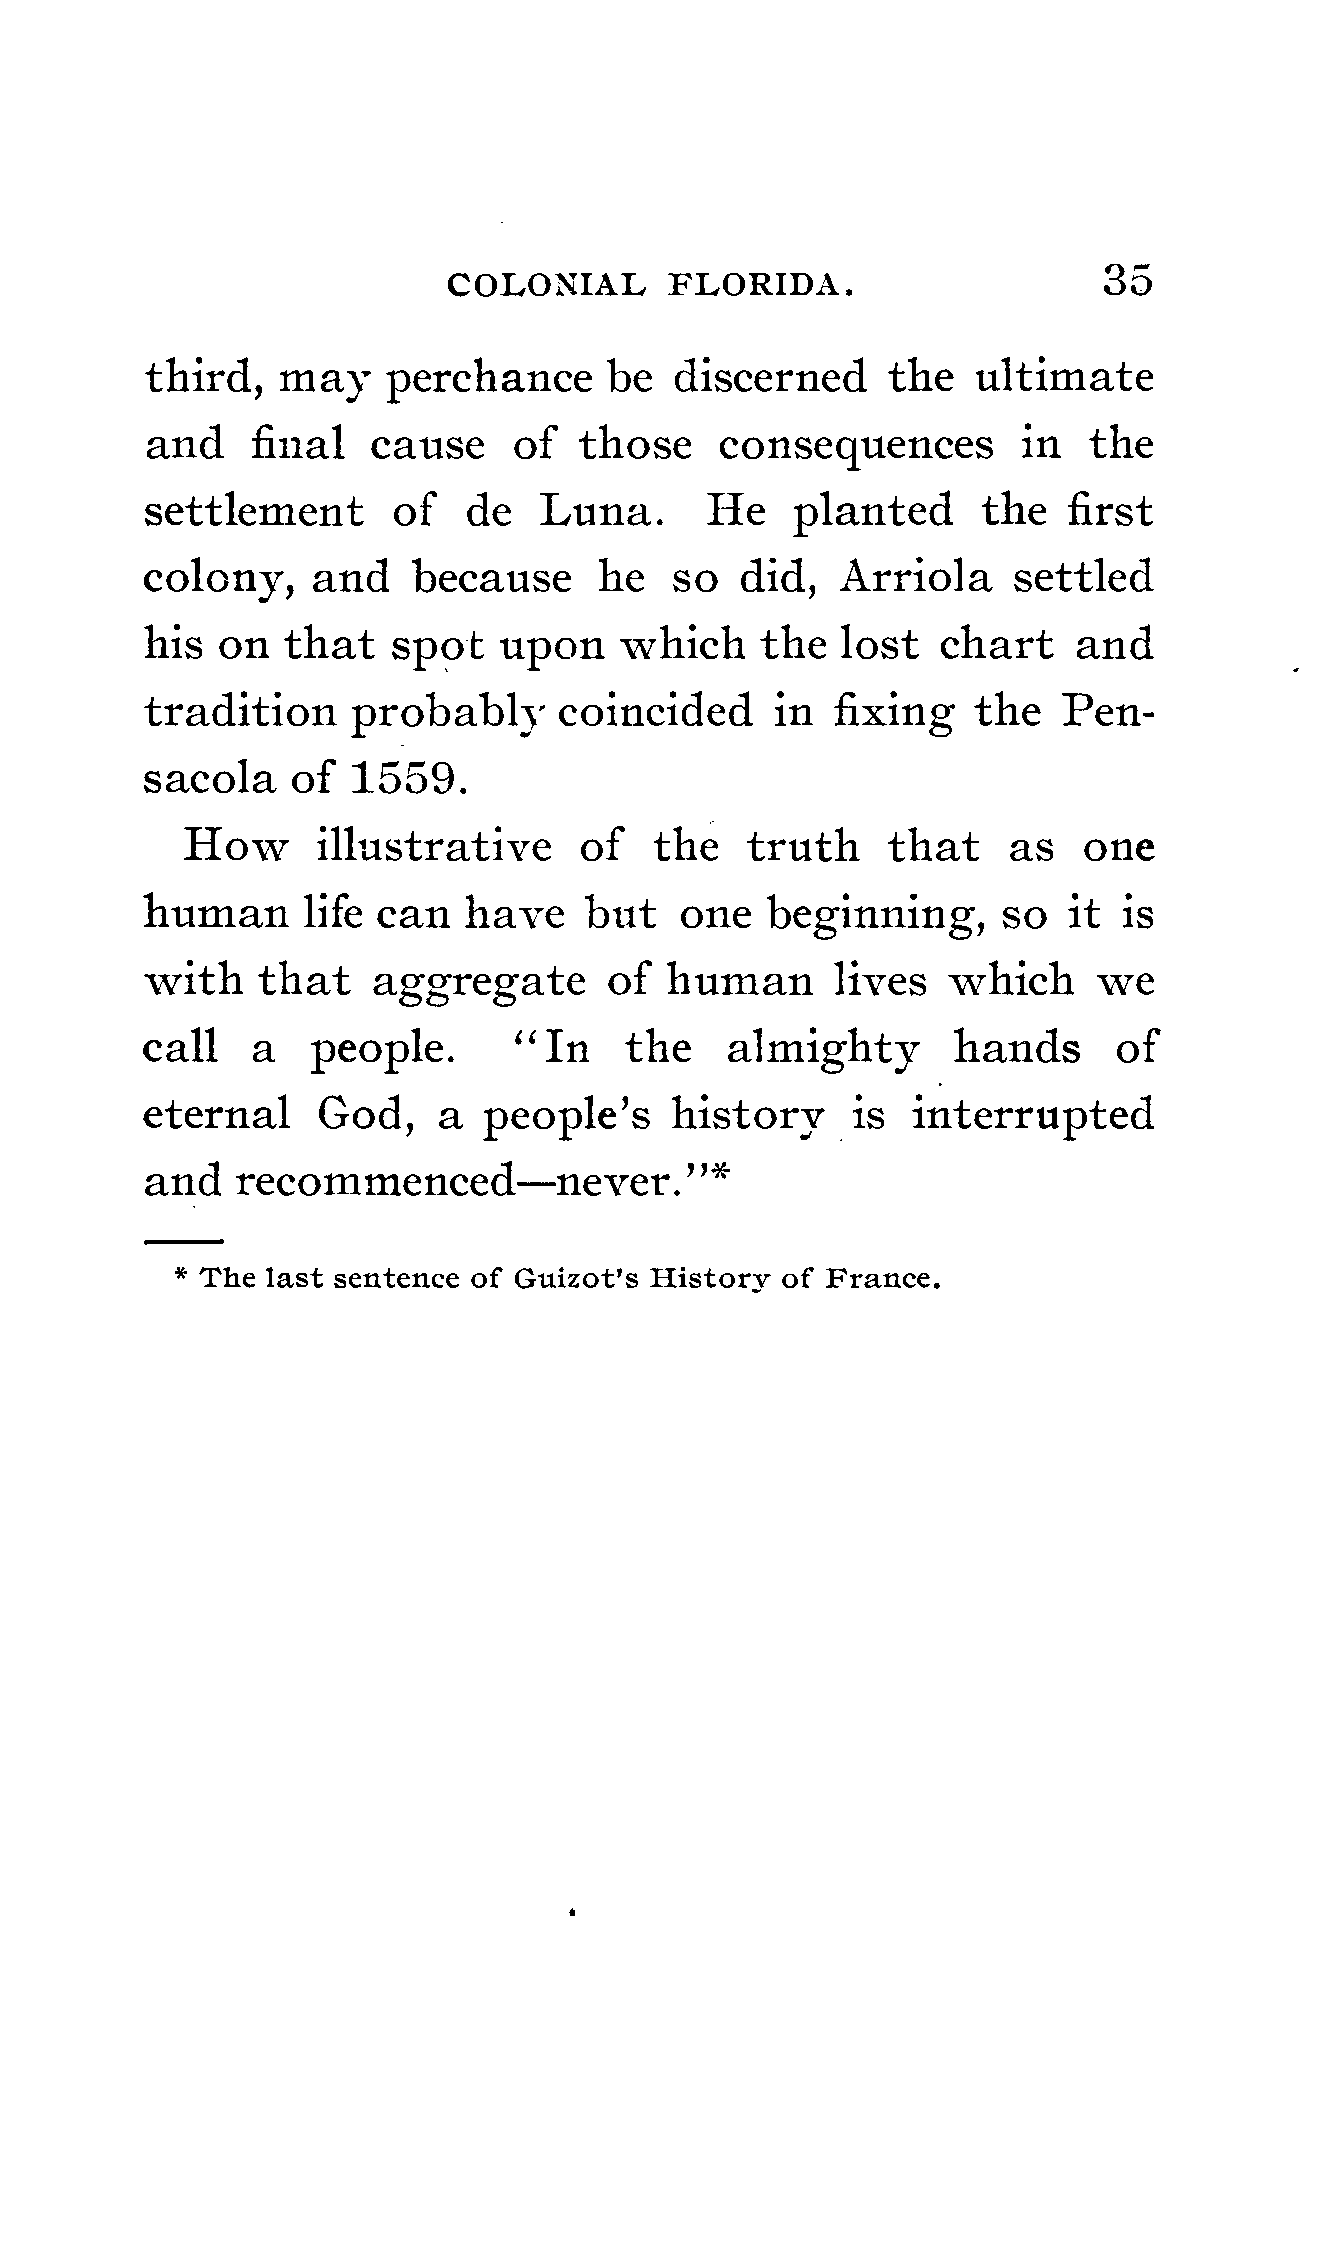 COLONIAL FLORIDA. 35
third, may perchance be discerned the ultimate
and final cause of those consequences in the
settlement of de Luna. He planted the first
colony, and because he so did, Arriola settled
his on that spot upon which the lost chart and
tradition probably coincided in fixing the Pen-
sacola of 1559.
How illustrative of the truth that as one
human life can have but one beginning, so it is
with that aggregate of human lives which we
call a people. "In the almighty hands of
eternal God, a people's history is interrupted
and recommenced—never."*
* The last sentence of Guizot's History of France.